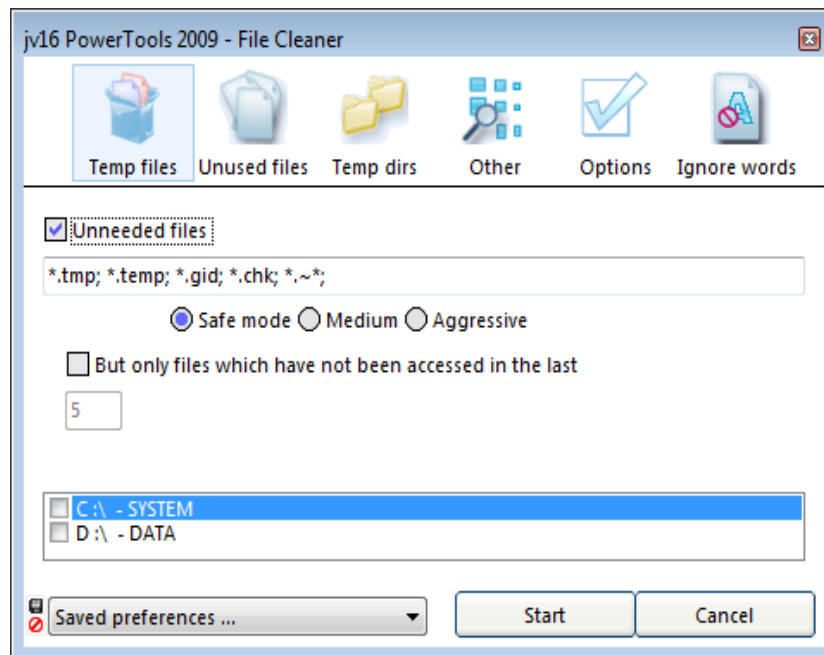 jv16 PowerTools 2009 - File Cleaner
Temp files Unused files Temp dirs Other Options Ignore words
Unneeded files
*.tmp; *.temp; *.gid; *.chk; *.~*;
Safe mode Medium Aggressive
But only files which have not been accessed in the last
5
C:\ - SYSTEM
D:\ - DATA
Saved preferences ... Start Cancel